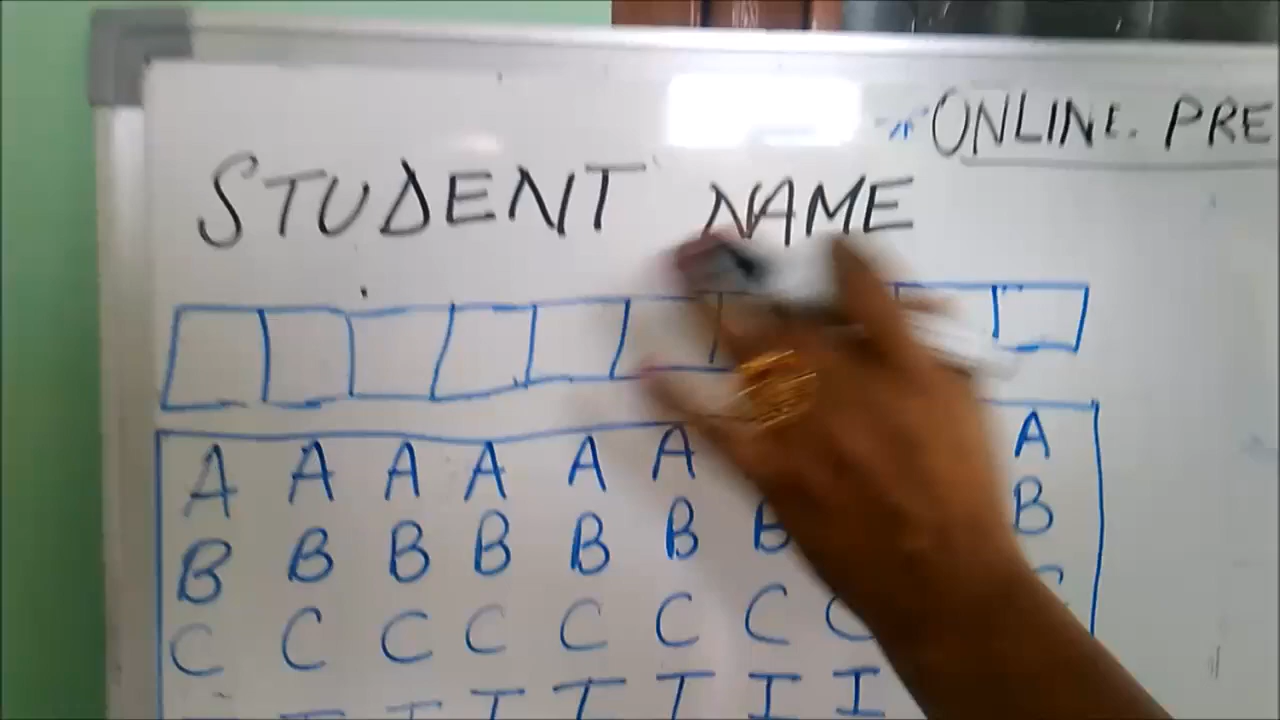 ONLINE. PRE
STUDENT NAME
A A A A A A A
B B B B B B B B
C C C C C C C C
I I I I I I